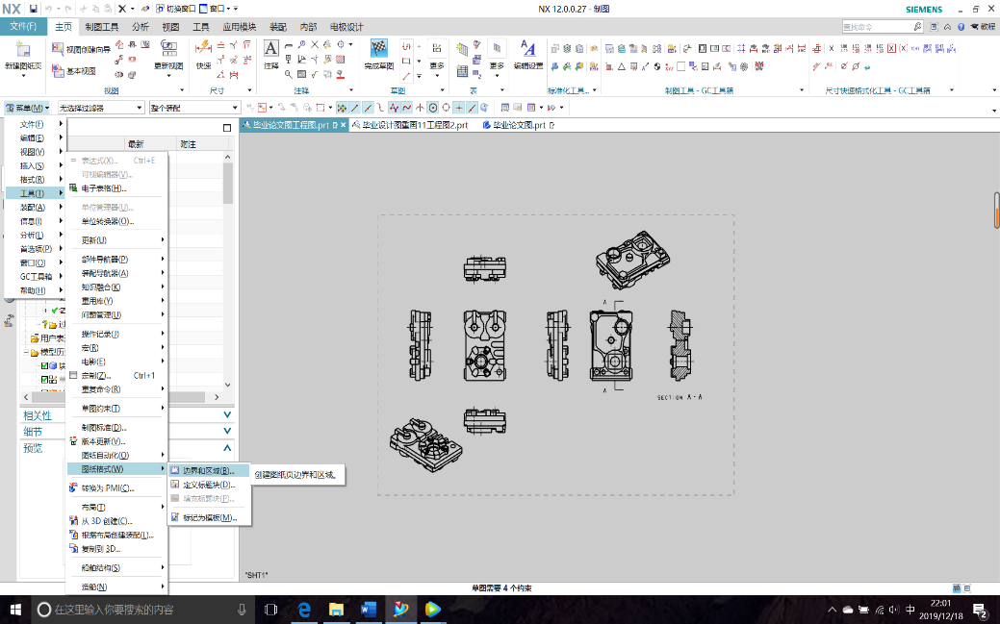 NX
切换窗口
窗口
NX 12.0.0.27 - 制图
SIEMENS
文件(F)
主页
制图工具
分析
视图
工具
应用模块
装配
内部
电极设计
查找命令
教程
新建图纸页
视图创建向导
基本视图
更新视图
快速
注释
完成草图
更多
更多
编辑设置
视图
尺寸
注释
草图
表
标准化工具...
制图工具 - GC工具箱
尺寸快速格式化工具 - GC工具箱
菜单(M)
无选择过滤器
整个装配
毕业论文图工程图.prt
毕业设计图重画11工程图2.prt
毕业论文图.prt
文件(F)
编辑(E)
视图(V)
插入(S)
格式(R)
工具(T)
装配(A)
信息(I)
分析(L)
首选项(P)
窗口(O)
GC工具箱
帮助(H)
最新
附注
表达式(X)... Ctrl+E
可视编辑器(V)...
电子表格(H)...
单位管理器(U)...
单位转换器(O)...
更新(U)
部件导航器(P)
装配导航器(A)
知识融合(K)
重用库(Y)
问题管理(U)
操作记录(J)
宏(R)
电影(E)
定制(Z)... Ctrl+1
重复命令(R)
草图约束(T)
制图标准(D)...
版本更新(V)...
图纸自动化(O)
图纸格式(W)
转换为 PMI(C)...
布局(T)
从 3D 创建(C)...
根据布局创建装配(L)...
复制到 3D...
船舶结构(S)
造船(N)
边界和区域(B)...
定义标题块(D)...
填充标题块(P)...
标记为模板(M)...
创建图纸页边界和区域。
用户表
模型历
块
相关性
细节
预览
A
A
SECTION A-A
"SHT1"
草图需要 4 个约束
在这里输入你要搜索的内容
中
22:01
2019/12/18
2